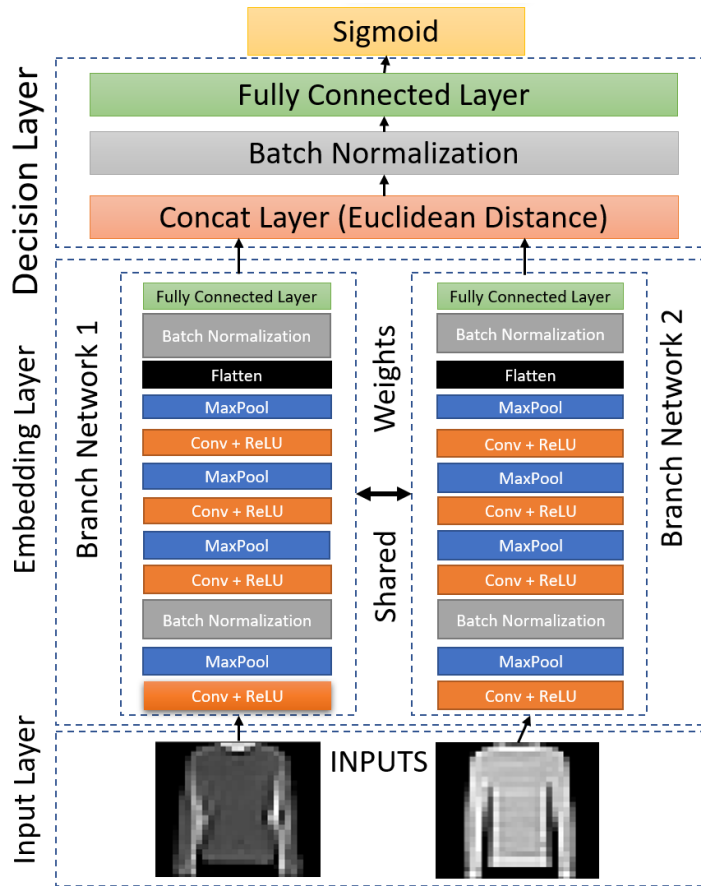 Sigmoid
Decision Layer
Fully Connected Layer
Batch Normalization
Concat Layer (Euclidean Distance)
Embedding Layer
Branch Network 1
Fully Connected Layer
Batch Normalization
Flatten
MaxPool
Conv + ReLU
MaxPool
Conv + ReLU
MaxPool
Conv + ReLU
Batch Normalization
MaxPool
Conv + ReLU
Shared Weights
Fully Connected Layer
Batch Normalization
Flatten
MaxPool
Conv + ReLU
MaxPool
Conv + ReLU
MaxPool
Conv + ReLU
Batch Normalization
MaxPool
Conv + ReLU
Branch Network 2
Input Layer
INPUTS